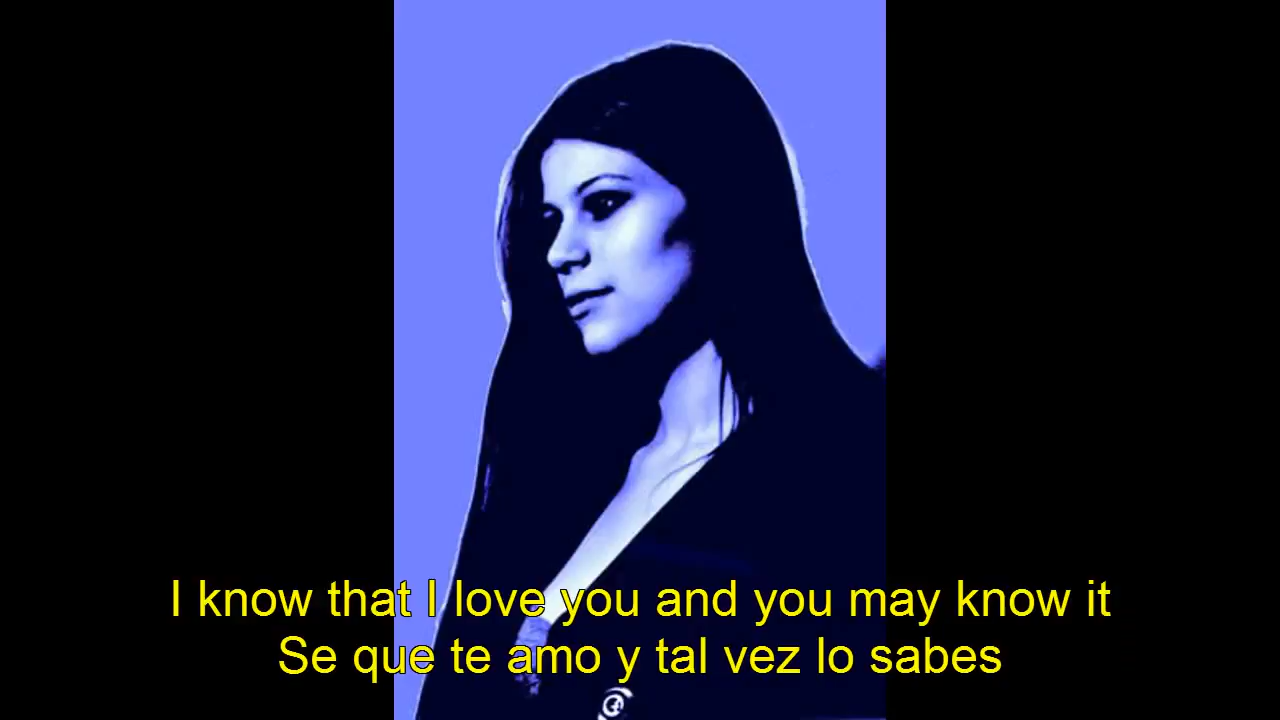 I know that I love you and you may know it
Se que te amo y tal vez lo sabes